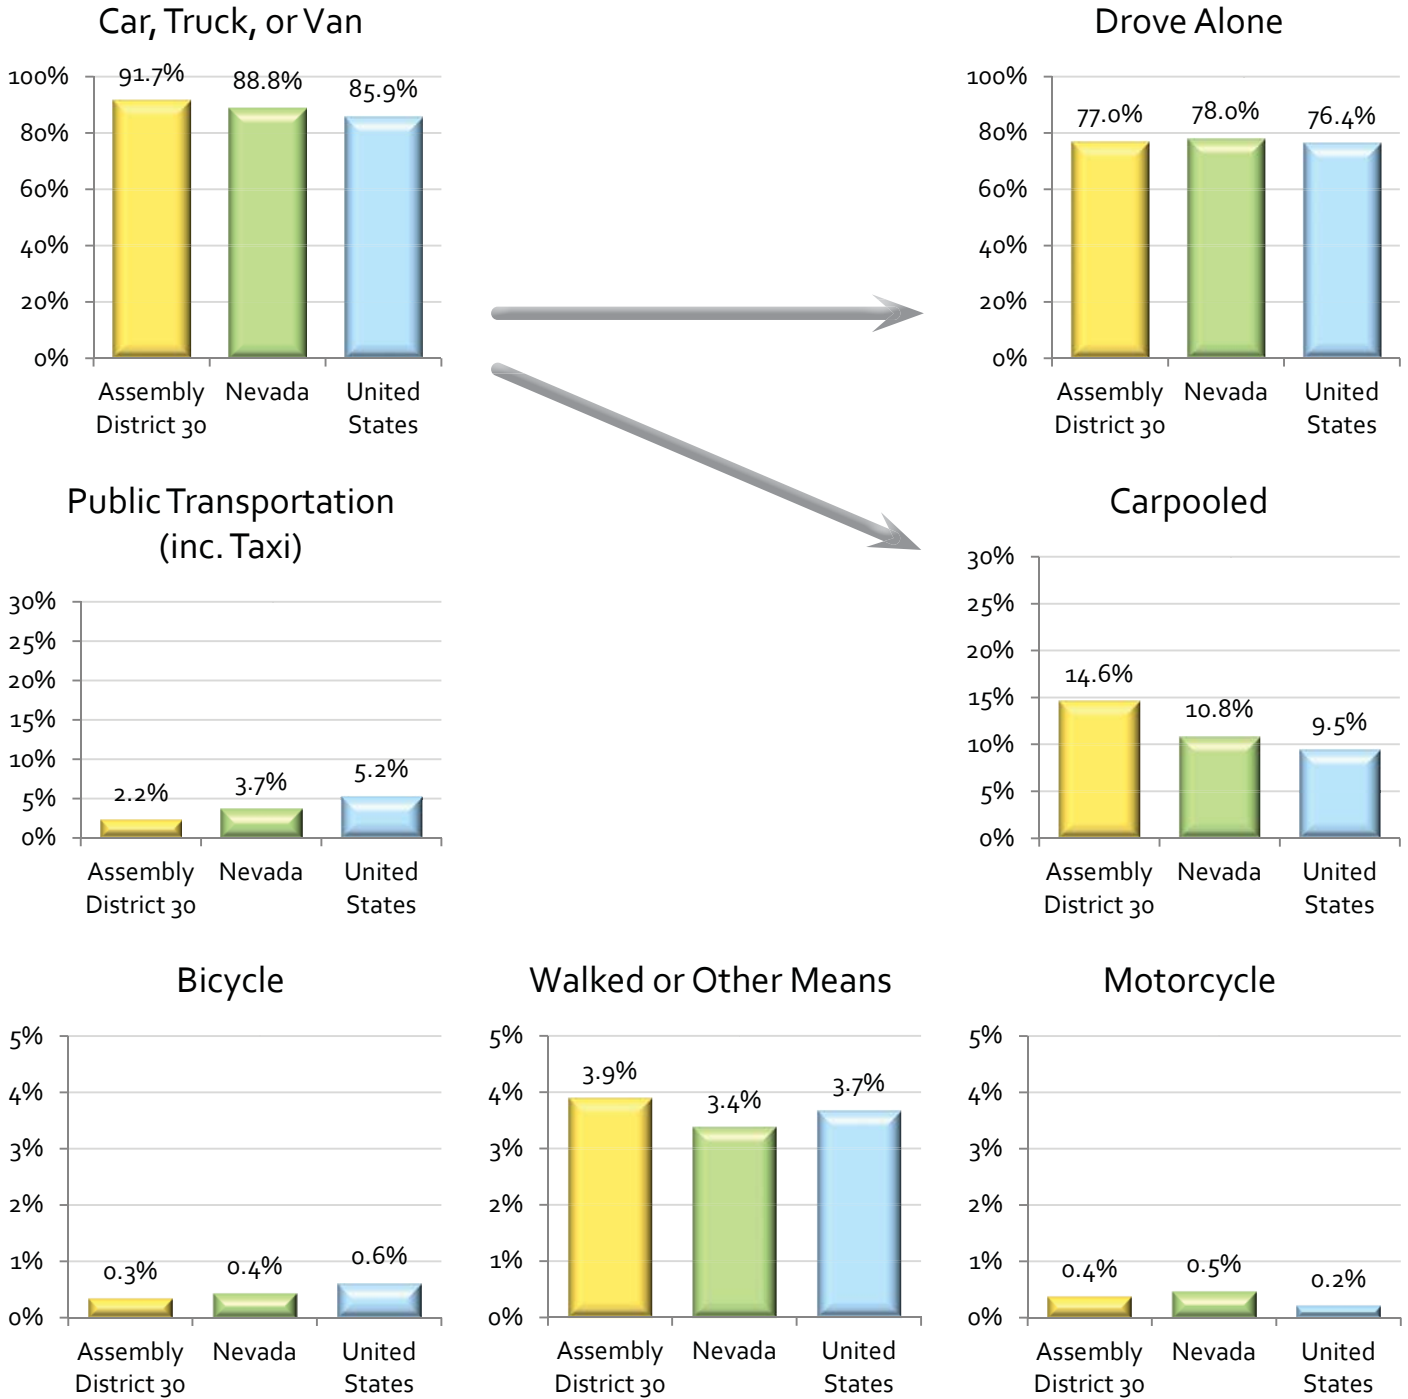 Car, Truck, or Van
100%
80%
60%
40%
20%
0%
91.7%
88.8%
85.9%
Assembly District 30
Nevada
United States
Drove Alone
100%
80%
60%
40%
20%
0%
77.0%
78.0%
76.4%
Assembly District 30
Nevada
United States
Public Transportation
(inc. Taxi)
30%
25%
20%
15%
10%
5%
0%
2.2%
3.7%
5.2%
Assembly District 30
Nevada
United States
Carpooled
30%
25%
20%
15%
10%
5%
0%
14.6%
10.8%
9.5%
Assembly District 30
Nevada
United States
Bicycle
5%
4%
3%
2%
1%
0%
0.3%
0.4%
0.6%
Assembly District 30
Nevada
United States
Walked or Other Means
5%
4%
3%
2%
1%
0%
3.9%
3.4%
3.7%
Assembly District 30
Nevada
United States
Motorcycle
5%
4%
3%
2%
1%
0%
0.4%
0.5%
0.2%
Assembly District 30
Nevada
United States